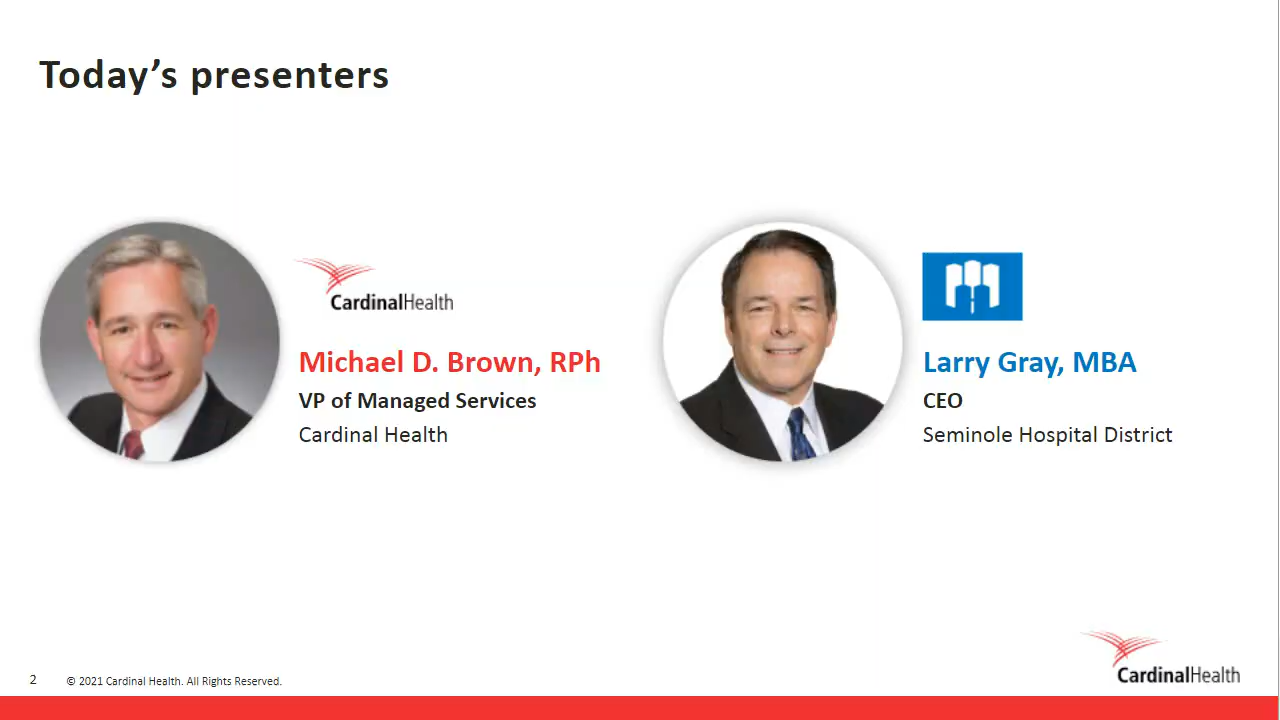 Today’s presenters
CardinalHealth
Michael D. Brown, RPh
VP of Managed Services
Cardinal Health
Larry Gray, MBA
CEO
Seminole Hospital District
2
© 2021 Cardinal Health. All Rights Reserved.
CardinalHealth